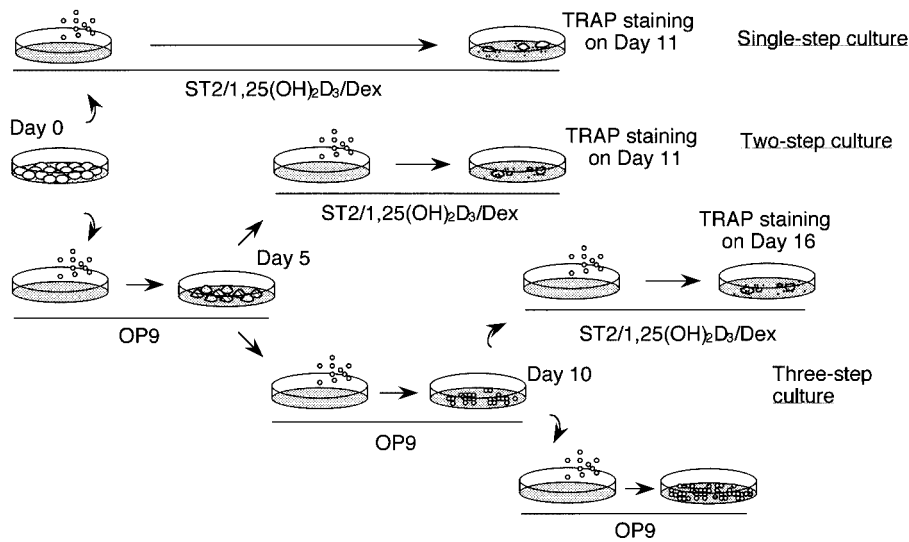 TRAP staining
on Day 11
Single-step culture
ST2/1,25(OH)₂D₃/Dex
Day 0
TRAP staining
on Day 11
Two-step culture
ST2/1,25(OH)₂D₃/Dex
Day 5
TRAP staining
on Day 16
OP9
ST2/1,25(OH)₂D₃/Dex
Day 10
Three-step
culture
OP9
OP9